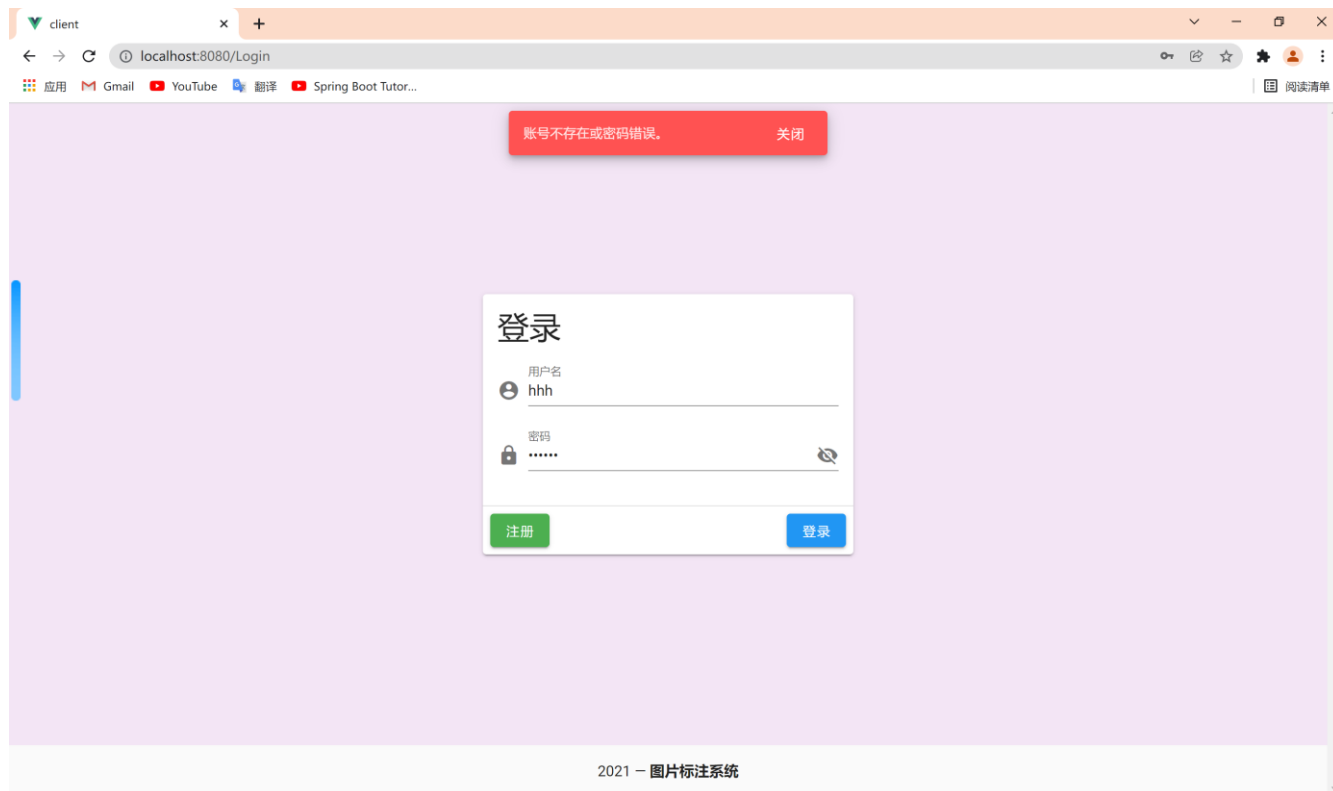 client
localhost:8080/Login
应用 Gmail YouTube 翻译 Spring Boot Tutor... 阅读清单
账号不存在或密码错误。 关闭
登录
用户名
hhh
密码
••••••
注册 登录
2021 — 图片标注系统